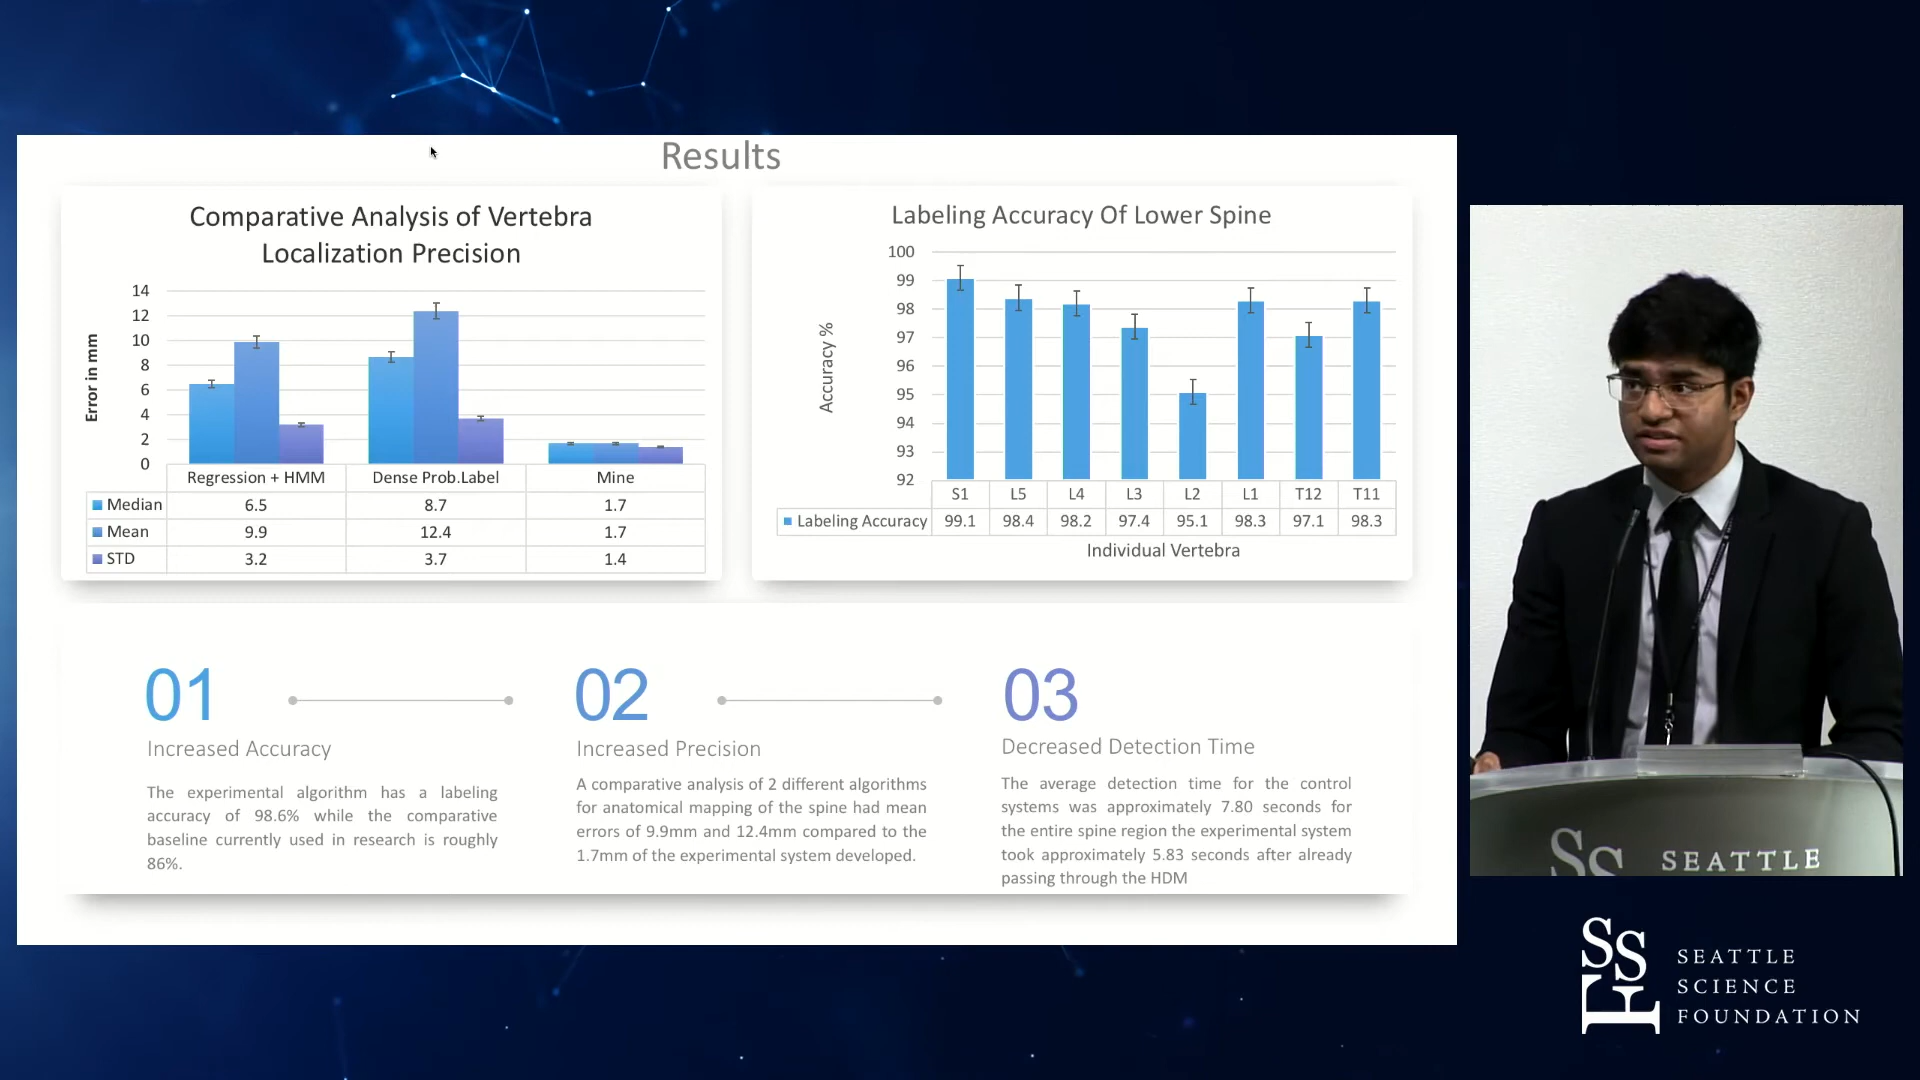 Results
Comparative Analysis of Vertebra
Localization Precision
14
12
10
8
6
4
2
0
Error in mm
Regression + HMM Dense Prob.Label Mine
Median 6.5 8.7 1.7
Mean 9.9 12.4 1.7
STD 3.2 3.7 1.4
Labeling Accuracy Of Lower Spine
100
99
98
97
96
95
94
93
92
Accuracy %
S1 L5 L4 L3 L2 L1 T12 T11
Labeling Accuracy 99.1 98.4 98.2 97.4 95.1 98.3 97.1 98.3
Individual Vertebra
01
Increased Accuracy
The experimental algorithm has a labeling
accuracy of 98.6% while the comparative
baseline currently used in research is roughly
86%.
02
Increased Precision
A comparative analysis of 2 different algorithms
for anatomical mapping of the spine had mean
errors of 9.9mm and 12.4mm compared to the
1.7mm of the experimental system developed.
03
Decreased Detection Time
The average detection time for the control
systems was approximately 7.80 seconds for
the entire spine region the experimental system
took approximately 5.83 seconds after already
passing through the HDM
SS SEATTLE
SSF
SEATTLE
SCIENCE
FOUNDATION